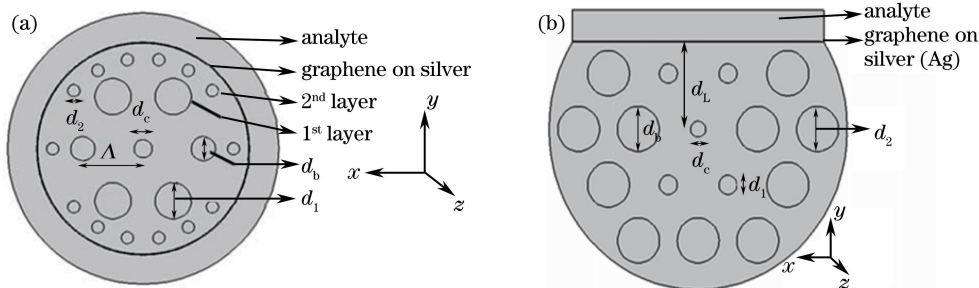 (a)
analyte
graphene on silver
2nd layer
1st layer
db
d1
d2
dc
Λ
y
x
z
(b)
analyte
graphene on
silver (Ag)
dL
db
dc
d2
d1
y
x
z